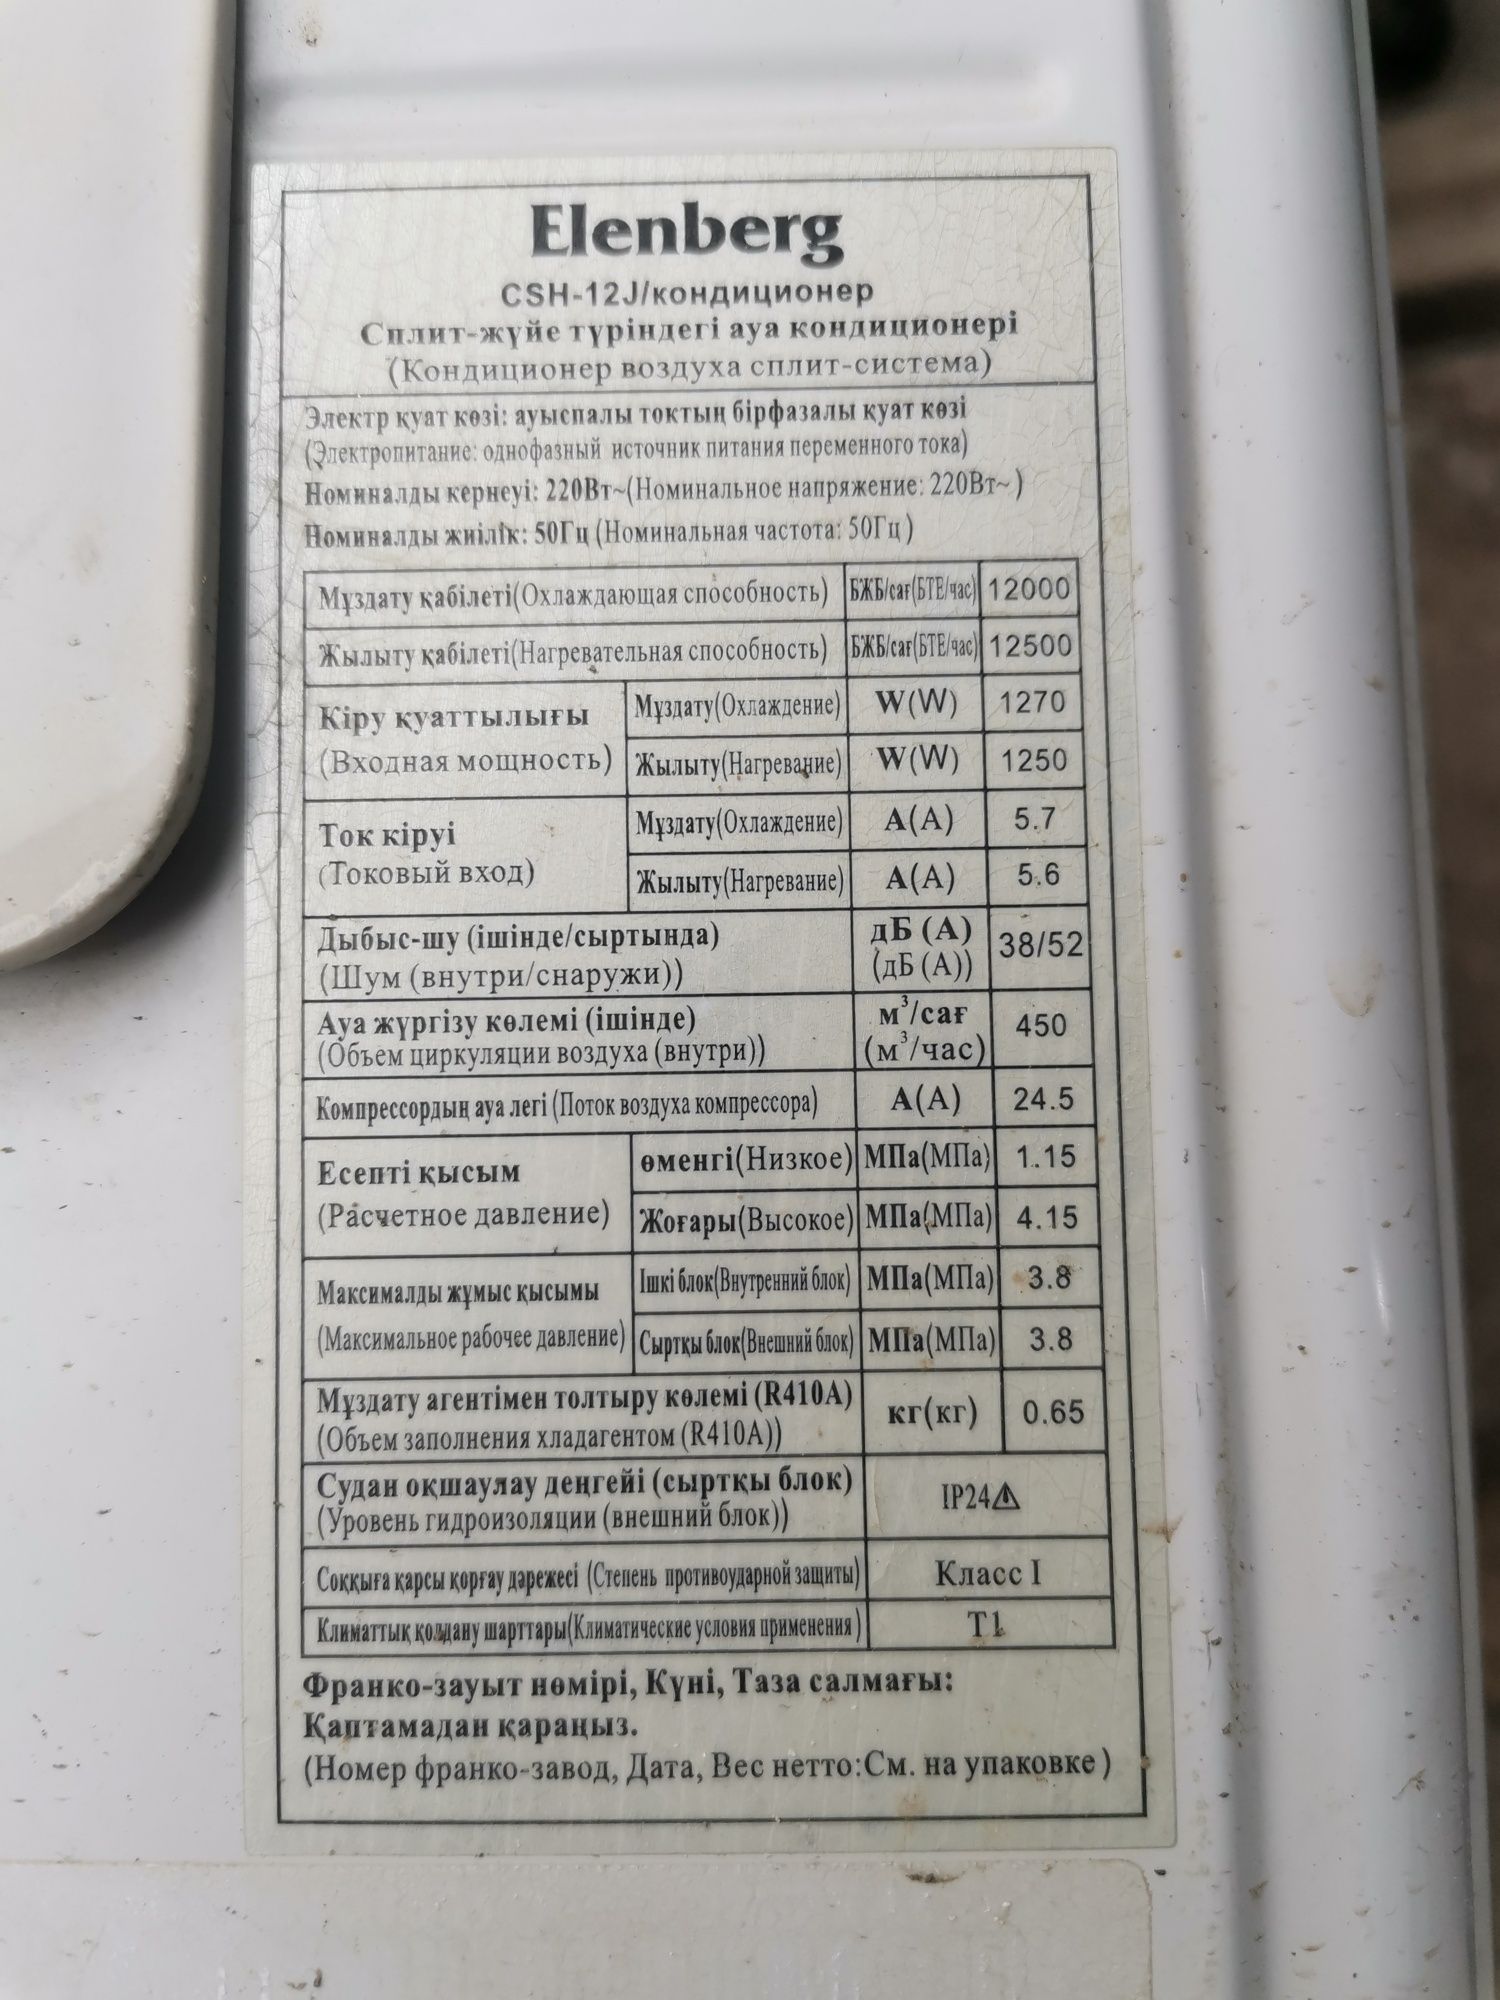 Elenberg
CSH-12J/кондиционер
Сплит-жүйе түріндегі ауа кондиционері
(Кондиционер воздуха сплит-система)
Электр қуат көзі: ауыспалы токтың бірфазалы қуат көзі
(Электропитание: однофазный источник питания переменного тока)
Номиналды кернеуі: 220Вт~(Номинальное напряжение: 220Вт~)
Номиналды жиілік: 50Гц (Номинальная частота: 50Гц)
Мұздату қабілеті(Охлаждающая способность) БЖБ/сағ(БТЕ/час) 12000
Жылыту қабілеті(Нагревательная способность) БЖБ/сағ(БТЕ/час) 12500
Кіру қуаттылығы
(Входная мощность)
Мұздату(Охлаждение) W(W) 1270
Жылыту(Нагревание) W(W) 1250
Ток кіруі
(Токовый вход)
Мұздату(Охлаждение) А(А) 5.7
Жылыту(Нагревание) А(А) 5.6
Дыбыс-шу (ішінде/сыртында) дБ (А)
(Шум (внутри/снаружи)) (дБ (А)) 38/52
Ауа жүргізу көлемі (ішінде) м³/сағ
(Объем циркуляции воздуха (внутри)) (м³/час) 450
Компрессордың ауа легі (Поток воздуха компрессора) А(А) 24.5
Есепті қысым
(Расчетное давление)
өменгі(Низкое) МПа(МПа) 1.15
Жоғары(Высокое) МПа(МПа) 4.15
Максималды жұмыс қысымы
(Максимальное рабочее давление)
Ішкі блок(Внутренний блок) МПа(МПа) 3.8
Сыртқы блок(Внешний блок) МПа(МПа) 3.8
Мұздату агентімен толтыру көлемі (R410A)
(Объем заполнения хладагентом (R410A)) кг(кг) 0.65
Судан оқшаулау деңгейі (сыртқы блок)
(Уровень гидроизоляции (внешний блок)) IP24
Соққыға қарсы қорғау дәрежесі (Степень противоударной защиты) Класс I
Климаттық қолдану шарттары(Климатические условия применения) T1
Франко-зауыт нөмірі, Күні, Таза салмағы:
Қаптамадан қараңыз.
(Номер франко-завод, Дата, Вес нетто:См. на упаковке)